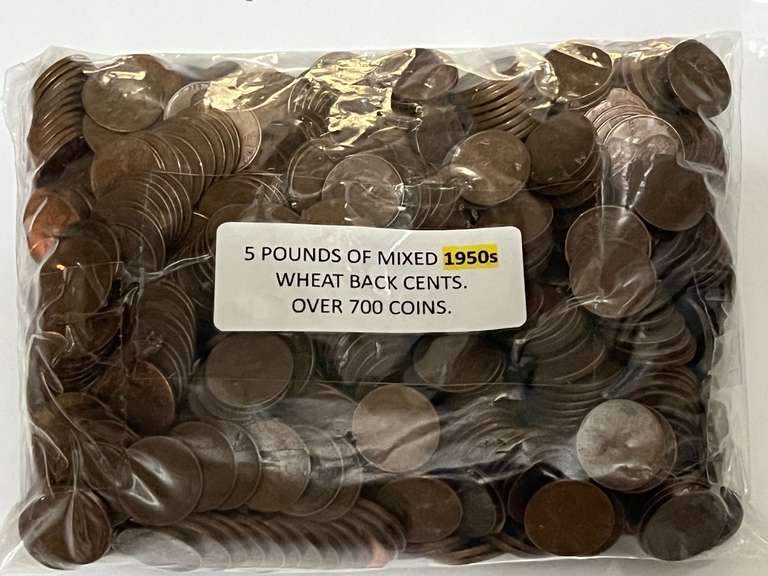 5 POUNDS OF MIXED 1950s
WHEAT BACK CENTS.
OVER 700 COINS.